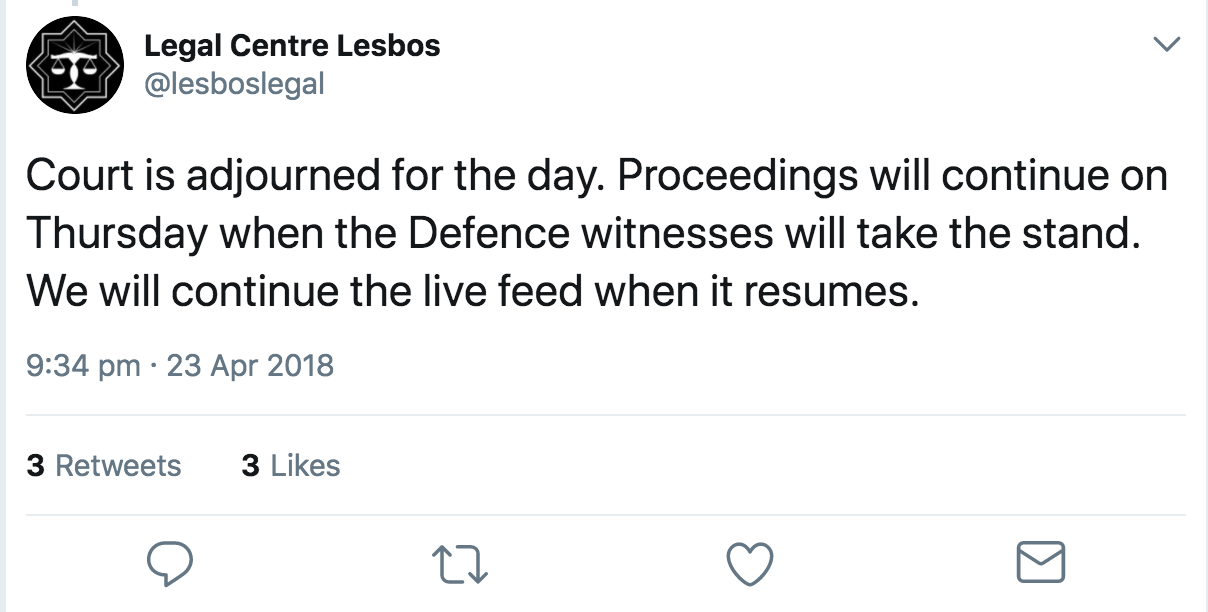 Legal Centre Lesbos
@lesboslegal
Court is adjourned for the day. Proceedings will continue on
Thursday when the Defence witnesses will take the stand.
We will continue the live feed when it resumes.
9:34 pm · 23 Apr 2018
3 Retweets 3 Likes